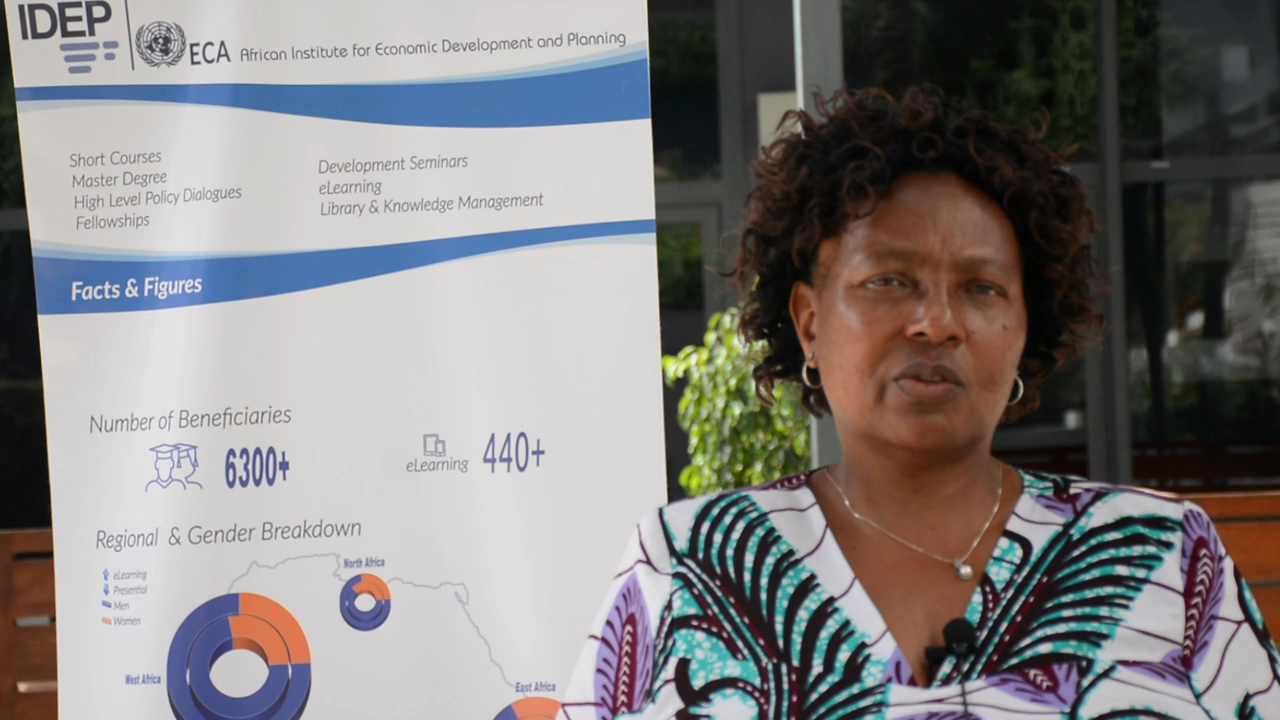 IDEP
ECA African Institute for Economic Development and Planning
Short Courses
Master Degree
High Level Policy Dialogues
Fellowships
Development Seminars
eLearning
Library & Knowledge Management
Facts & Figures
Number of Beneficiaries
6300+
eLearning 440+
Regional & Gender Breakdown
eLearning
Presential
Men
Women
North Africa
West Africa
East Africa